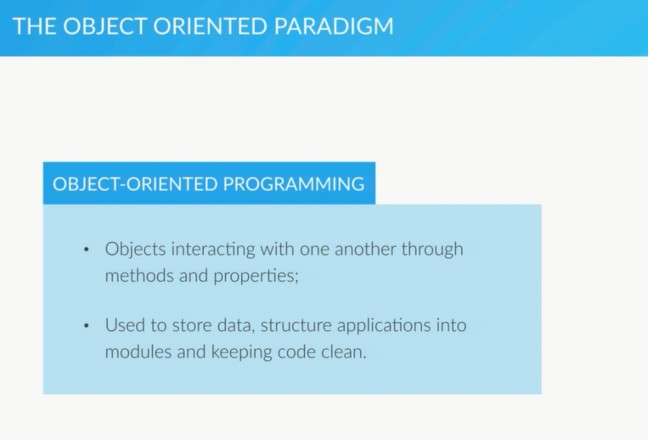 THE OBJECT ORIENTED PARADIGM
OBJECT-ORIENTED PROGRAMMING
• Objects interacting with one another through
methods and properties;
• Used to store data, structure applications into
modules and keeping code clean.